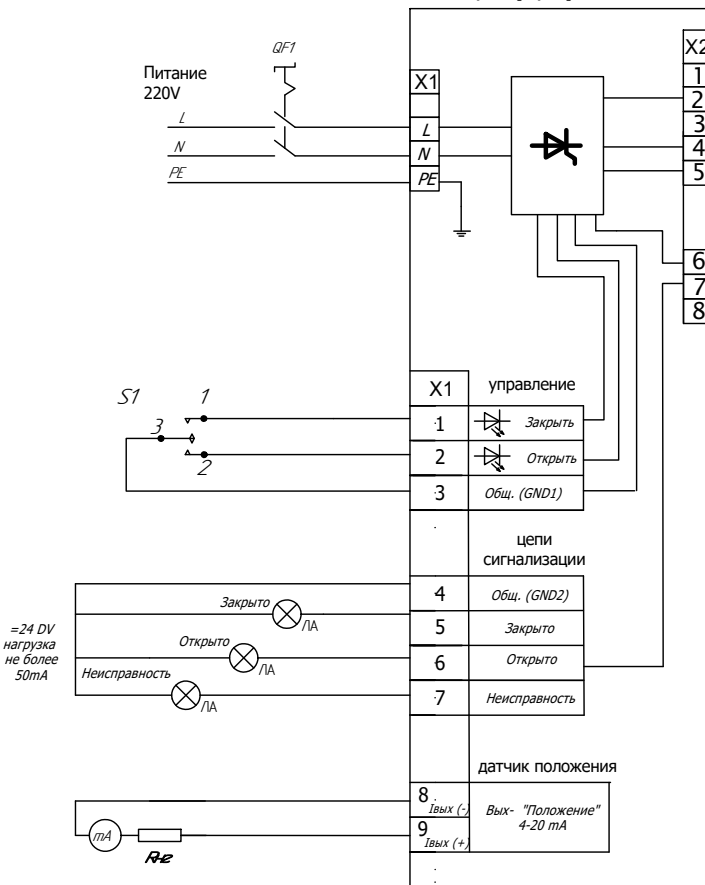 QF1
Питание
220V
L
N
PE
X1
L
N
PE
X2
1
2
3
4
5
6
7
8
S1
1
3
2
X1
управление
1
Закрыть
2
Открыть
3
Общ. (GND1)
цепи
сигнализации
4
Общ. (GND2)
5
Закрыто
6
Открыто
7
Неисправность
=24 DV
нагрузка
не более
50mA
Закрыто
ЛА
Открыто
ЛА
Неисправность
ЛА
датчик положения
8
Iвых (-)
9
Iвых (+)
Вых- "Положение"
4-20 mA
mA
Rнг